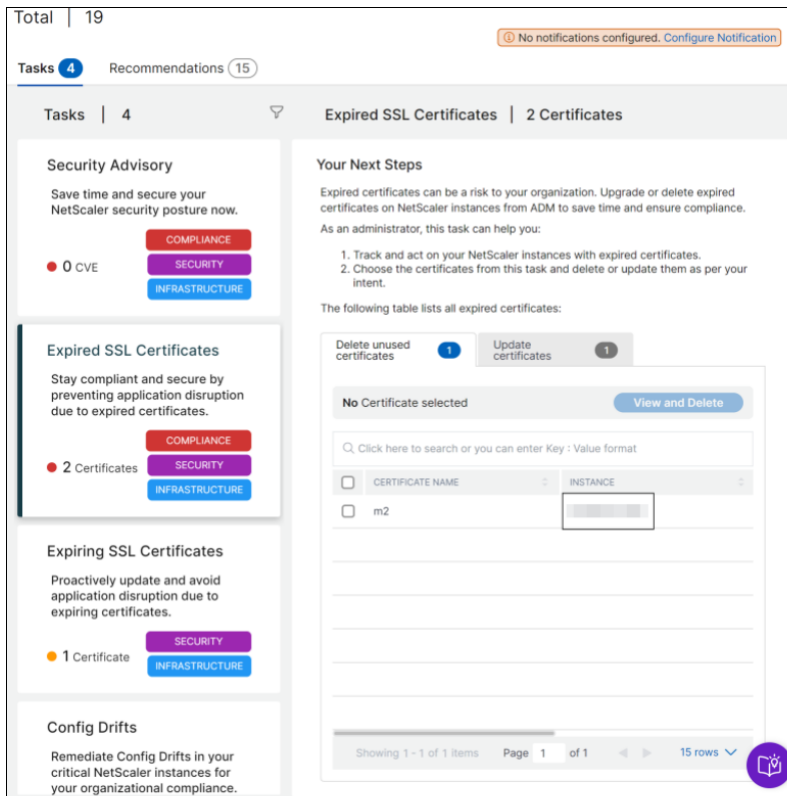 Total | 19
No notifications configured. Configure Notification
Tasks 4 Recommendations 15
Tasks | 4
Security Advisory
Save time and secure your
NetScaler security posture now.
COMPLIANCE
0 CVE
SECURITY
INFRASTRUCTURE
Expired SSL Certificates
Stay compliant and secure by
preventing application disruption
due to expired certificates.
COMPLIANCE
2 Certificates
SECURITY
INFRASTRUCTURE
Expiring SSL Certificates
Proactively update and avoid
application disruption due to
expiring certificates.
SECURITY
1 Certificate
INFRASTRUCTURE
Config Drifts
Remediate Config Drifts in your
critical NetScaler instances for
your organizational compliance.
Expired SSL Certificates | 2 Certificates
Your Next Steps
Expired certificates can be a risk to your organization. Upgrade or delete expired
certificates on NetScaler instances from ADM to save time and ensure compliance.
As an administrator, this task can help you:
1. Track and act on your NetScaler instances with expired certificates.
2. Choose the certificates from this task and delete or update them as per your
intent.
The following table lists all expired certificates:
Delete unused
certificates 1
Update
certificates 1
No Certificate selected View and Delete
Click here to search or you can enter Key : Value format
CERTIFICATE NAME INSTANCE
m2
Showing 1 - 1 of 1 items Page 1 of 1 15 rows